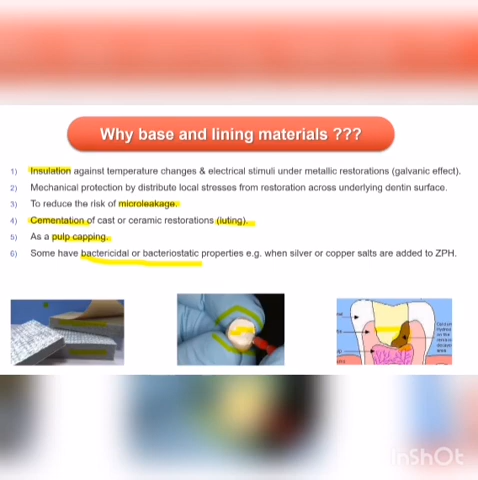 Why base and lining materials ???
1) Insulation against temperature changes & electrical stimuli under metallic restorations (galvanic effect).
2) Mechanical protection by distribute local stresses from restoration across underlying dentin surface.
3) To reduce the risk of microleakage.
4) Cementation of cast or ceramic restorations (luting).
5) As a pulp capping.
6) Some have bactericidal or bacteriostatic properties e.g. when silver or copper salts are added to ZPH.
InShOt